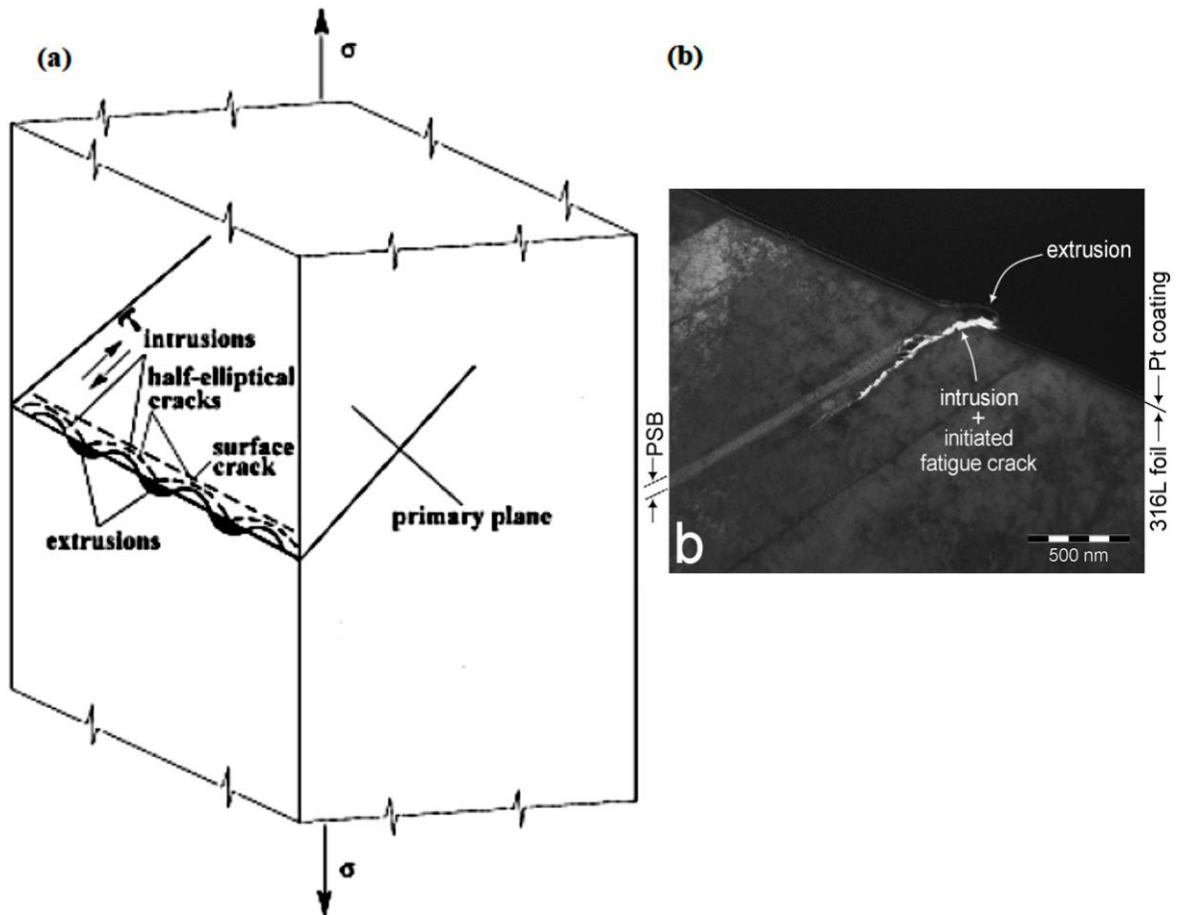 (a)
σ
τ
intrusions
half-elliptical
cracks
surface
crack
extrusions
primary plane
σ
(b)
extrusion
intrusion
+
initiated
fatigue crack
b
500 nm
PSB
316L foil
Pt coating